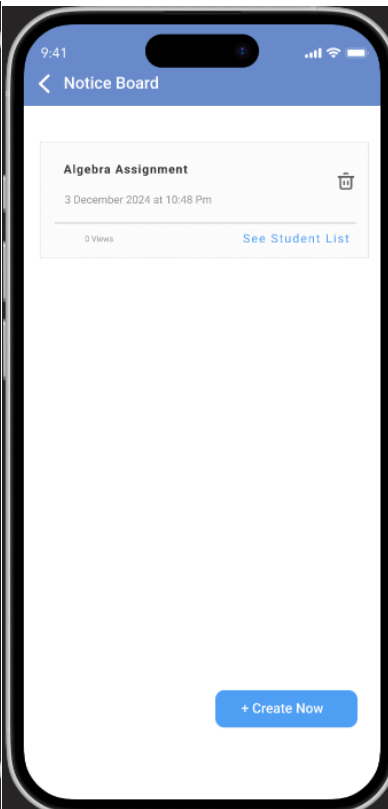 9:41
Notice Board
Algebra Assignment
3 December 2024 at 10:48 Pm
0 Views
See Student List
+ Create Now